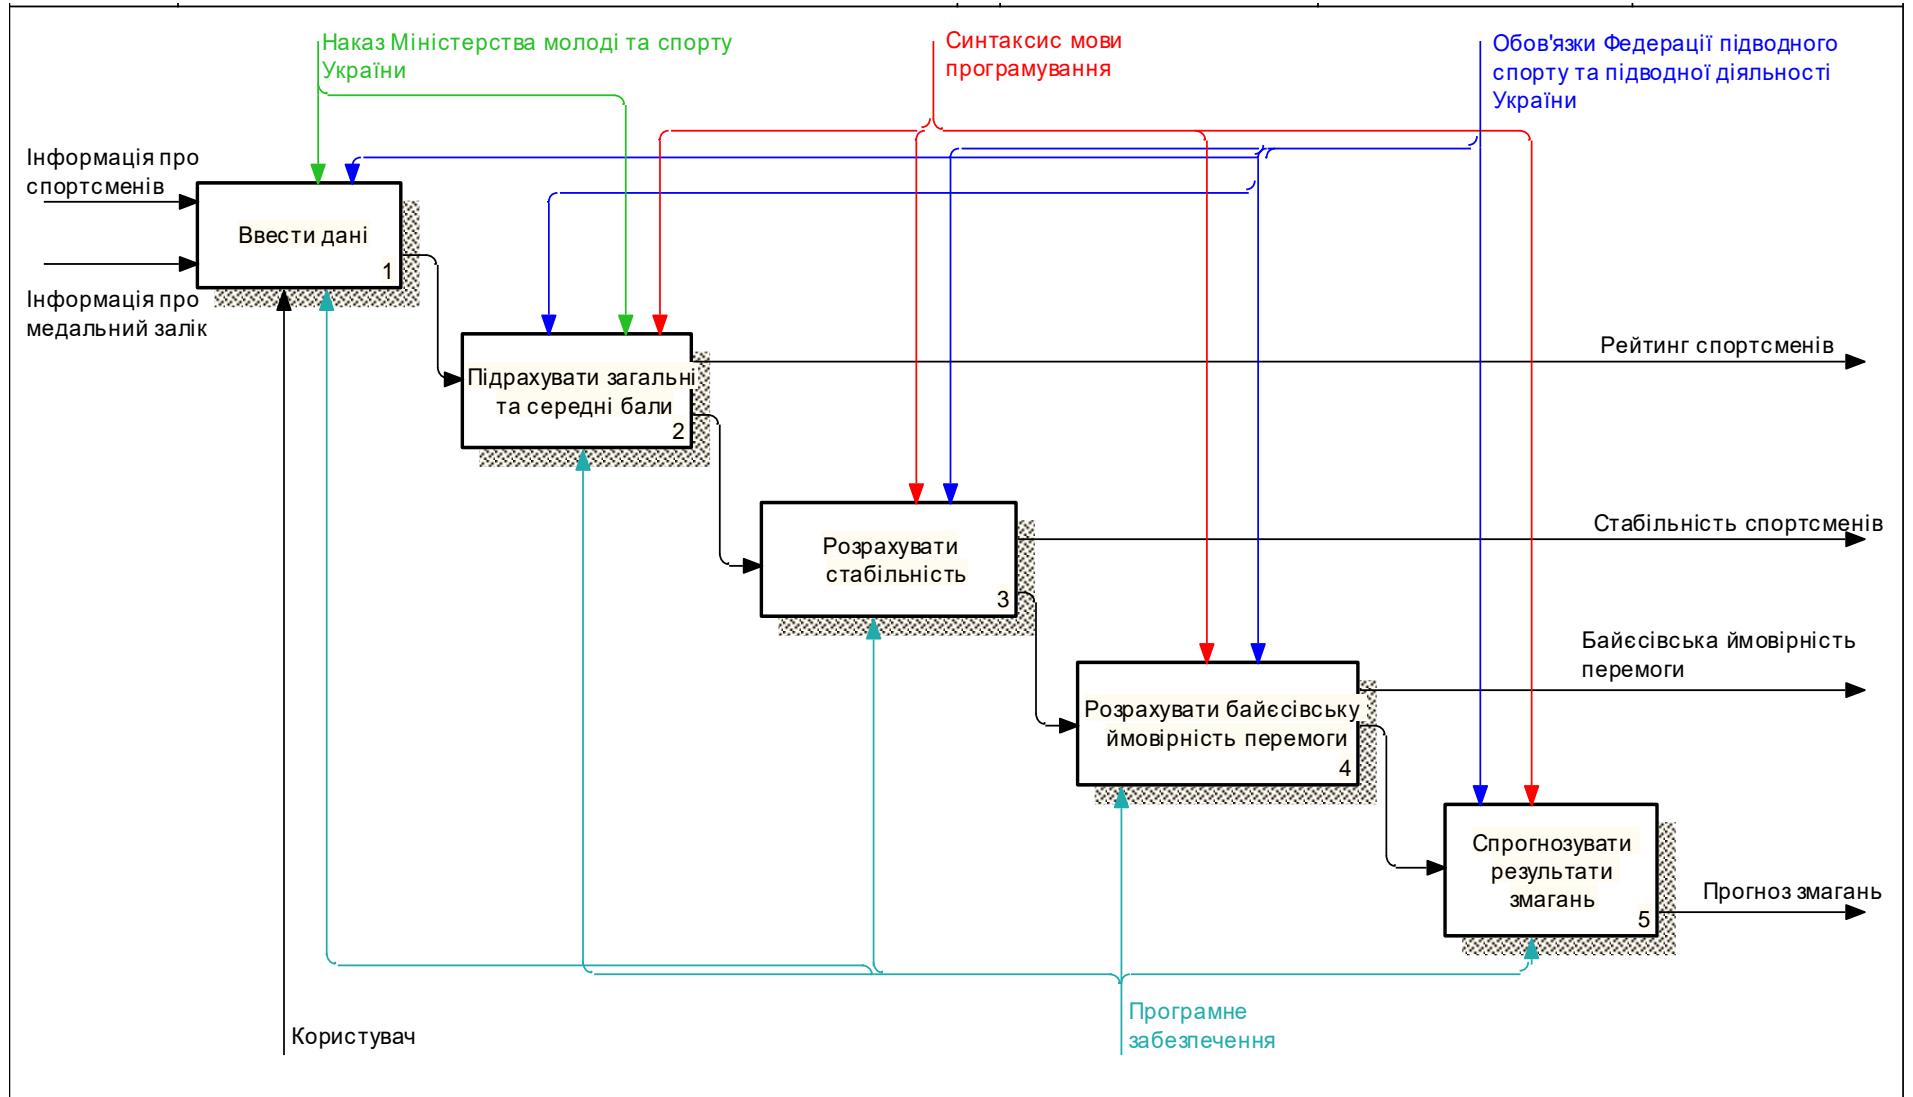 Наказ Міністерства молоді та спорту
України
Синтаксис мови
програмування
Обов'язки Федерації підводного
спорту та підводної діяльності
України
Інформація про
спортсменів
Ввести дані
1
Інформація про
медальний залік
Підрахувати загальні
та середні бали
2
Рейтинг спортсменів
Розрахувати
стабільність
3
Стабільність спортсменів
Розрахувати байєсівську
ймовірність перемоги
4
Байєсівська ймовірність
перемоги
Спрогнозувати
результати
змагань
5
Прогноз змагань
Користувач
Програмне
забезпечення